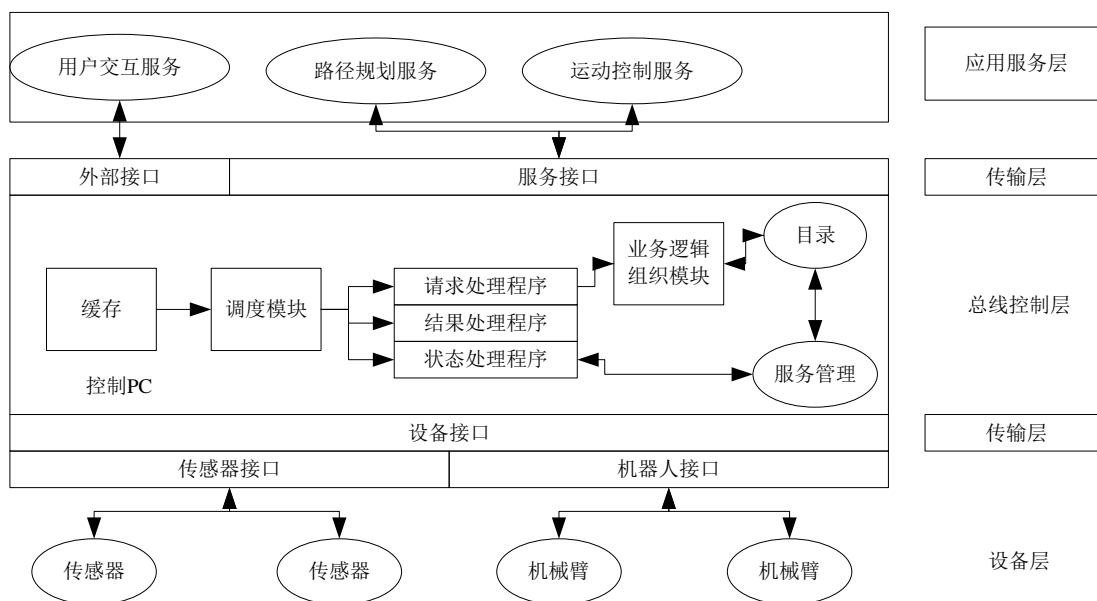 用户交互服务
路径规划服务
运动控制服务
应用服务层
外部接口
服务接口
传输层
业务逻辑
组织模块
目录
缓存
调度模块
请求处理程序
结果处理程序
状态处理程序
总线控制层
控制PC
服务管理
设备接口
传输层
传感器接口
机器人接口
传感器
传感器
机械臂
机械臂
设备层